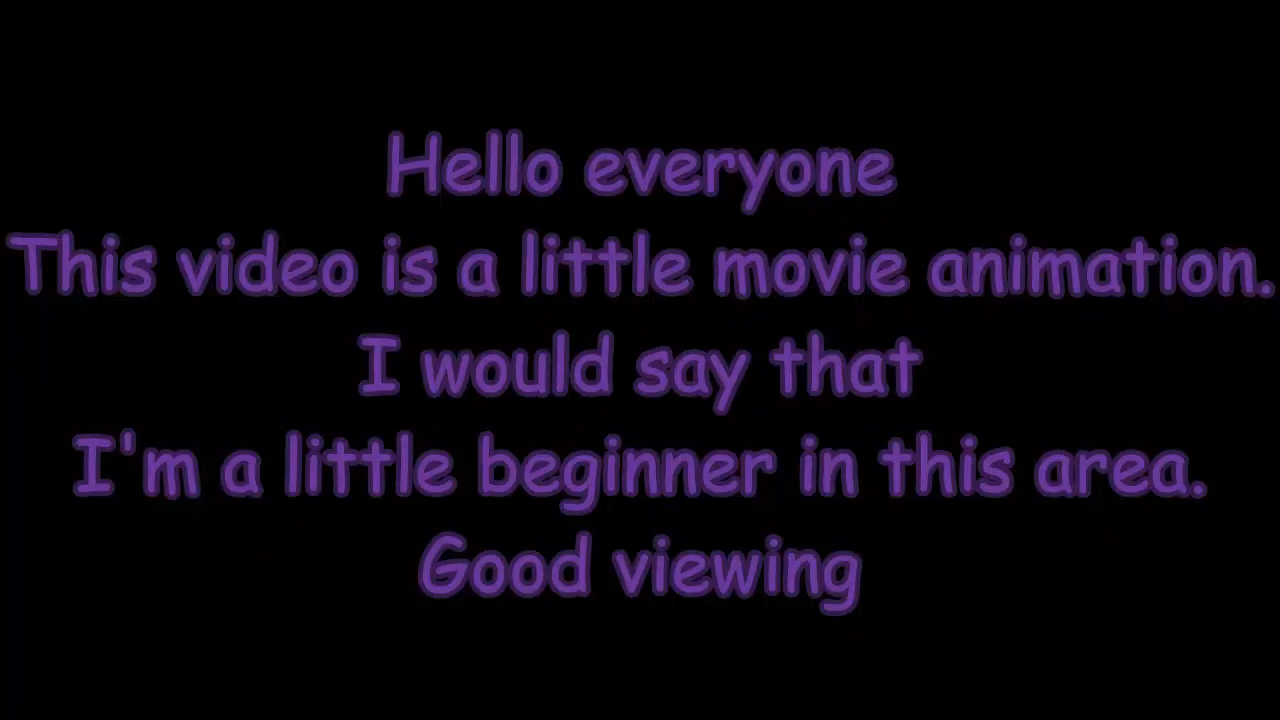 Hello everyone
This video is a little movie animation.
I would say that
I'm a little beginner in this area.
Good viewing